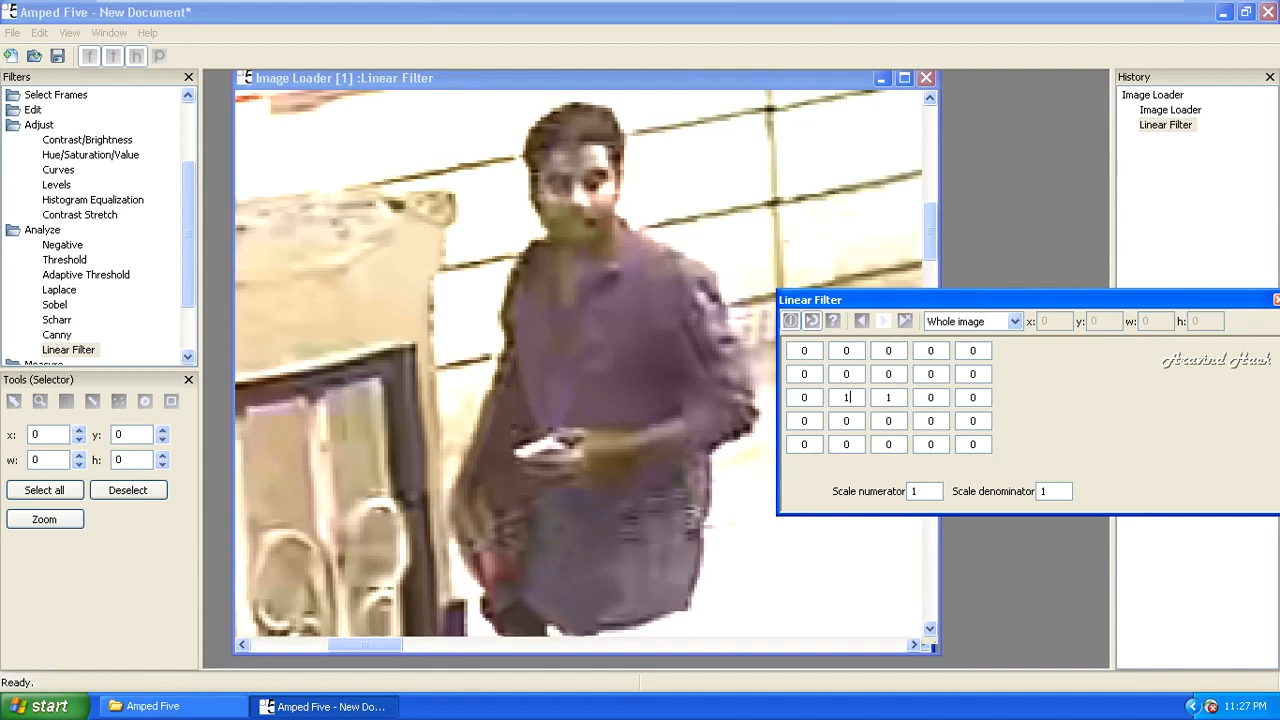 Amped Five - New Document*
File Edit View Window Help
f t h p
Filters
Select Frames
Edit
Adjust
Contrast/Brightness
Hue/Saturation/Value
Curves
Levels
Histogram Equalization
Contrast Stretch
Analyze
Negative
Threshold
Adaptive Threshold
Laplace
Sobel
Scharr
Canny
Linear Filter
Tools (Selector)
x: 0 y: 0
w: 0 h: 0
Select all Deselect
Zoom
Image Loader [1] :Linear Filter
History
Image Loader
Image Loader
Linear Filter
Linear Filter
Whole image x: 0 y: 0 w: 0 h: 0
0 0 0 0 0
0 0 0 0 0
0 1 1 0 0
0 0 0 0 0
0 0 0 0 0
Scale numerator 1 Scale denominator 1
Aravind Hack
Ready.
start Amped Five Amped Five - New Do... 11:27 PM